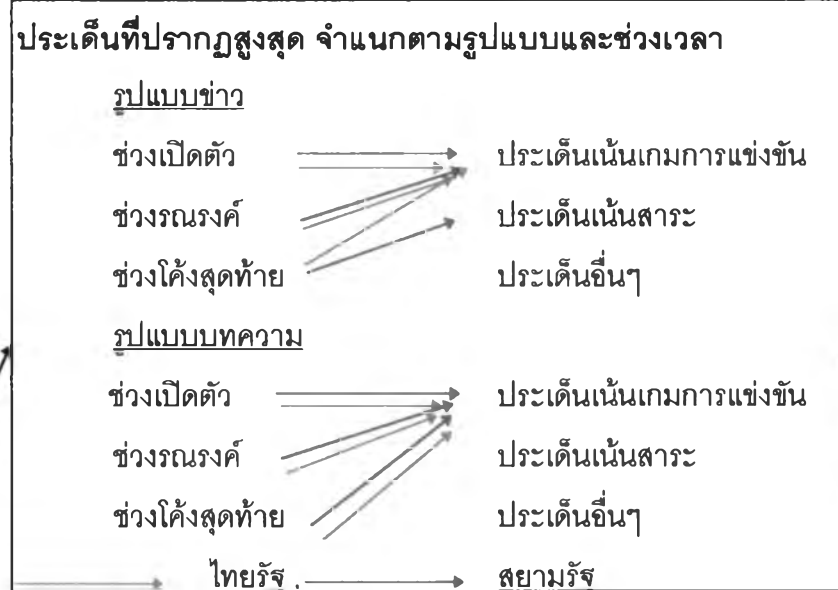 ประเด็นที่ปรากฏสูงสุด จำแนกตามรูปแบบและช่วงเวลา
รูปแบบข่าว
ช่วงเปิดตัว ประเด็นเน้นเกมการแข่งขัน
ช่วงรณรงค์ ประเด็นเน้นสาระ
ช่วงโค้งสุดท้าย ประเด็นอื่นๆ
รูปแบบบทความ
ช่วงเปิดตัว ประเด็นเน้นเกมการแข่งขัน
ช่วงรณรงค์ ประเด็นเน้นสาระ
ช่วงโค้งสุดท้าย ประเด็นอื่นๆ
ไทยรัฐ สยามรัฐ